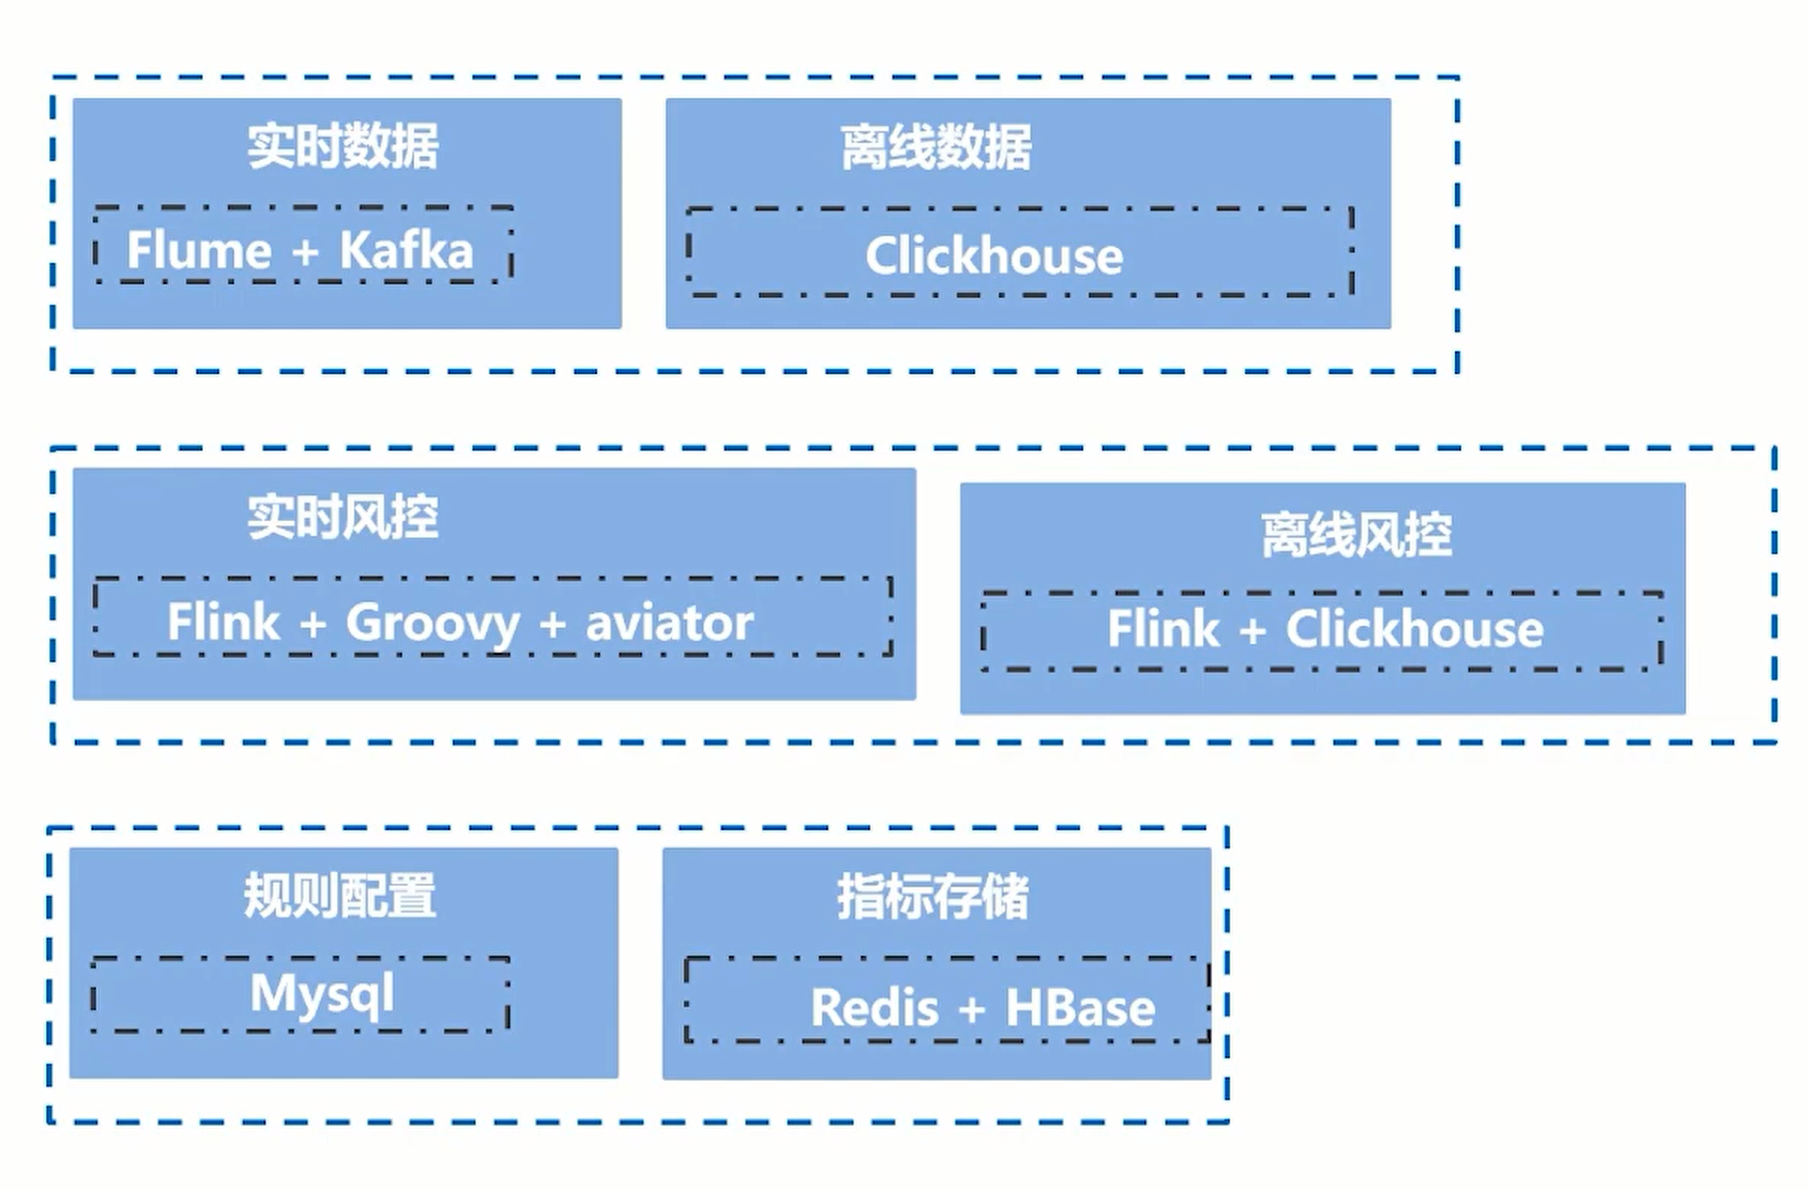 实时数据
Flume + Kafka
离线数据
Clickhouse
实时风控
Flink + Groovy + aviator
离线风控
Flink + Clickhouse
规则配置
Mysql
指标存储
Redis + HBase